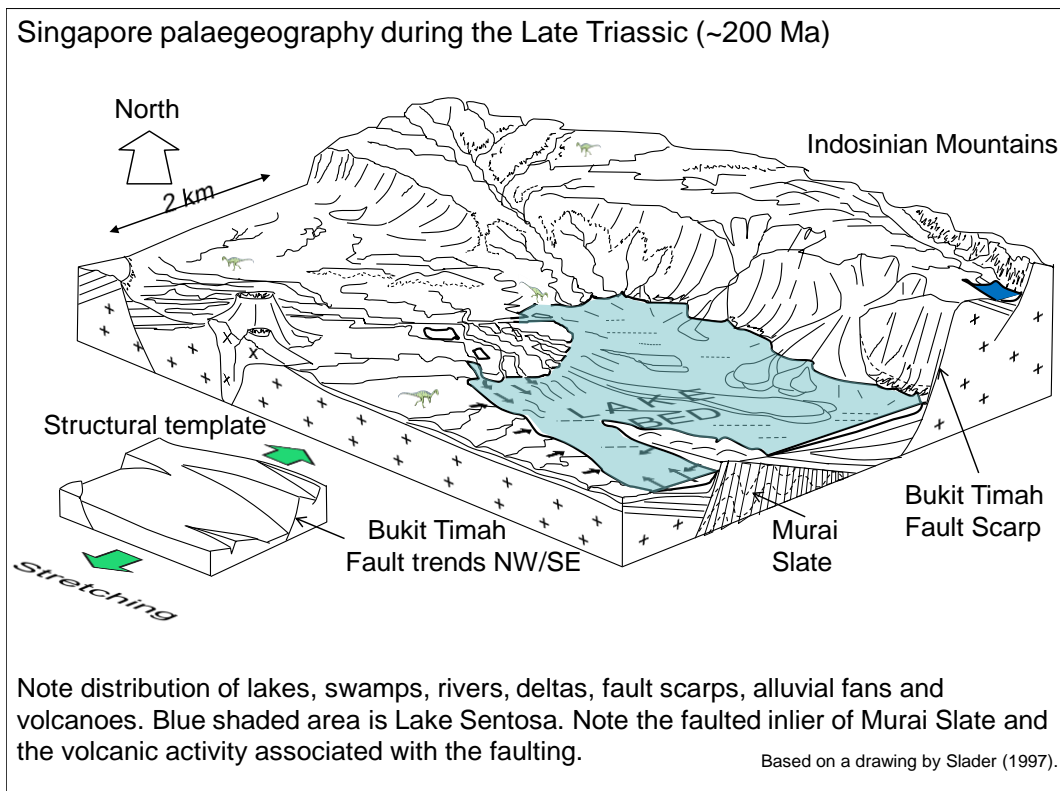 Singapore palaegeography during the Late Triassic (~200 Ma)
North
Indosinian Mountains
2 km
LAKE
BED
Structural template
Bukit Timah
Fault trends NW/SE
Murai
Slate
Bukit Timah
Fault Scarp
Stretching
Note distribution of lakes, swamps, rivers, deltas, fault scarps, alluvial fans and
volcanoes. Blue shaded area is Lake Sentosa. Note the faulted inlier of Murai Slate and
the volcanic activity associated with the faulting.
Based on a drawing by Slader (1997).